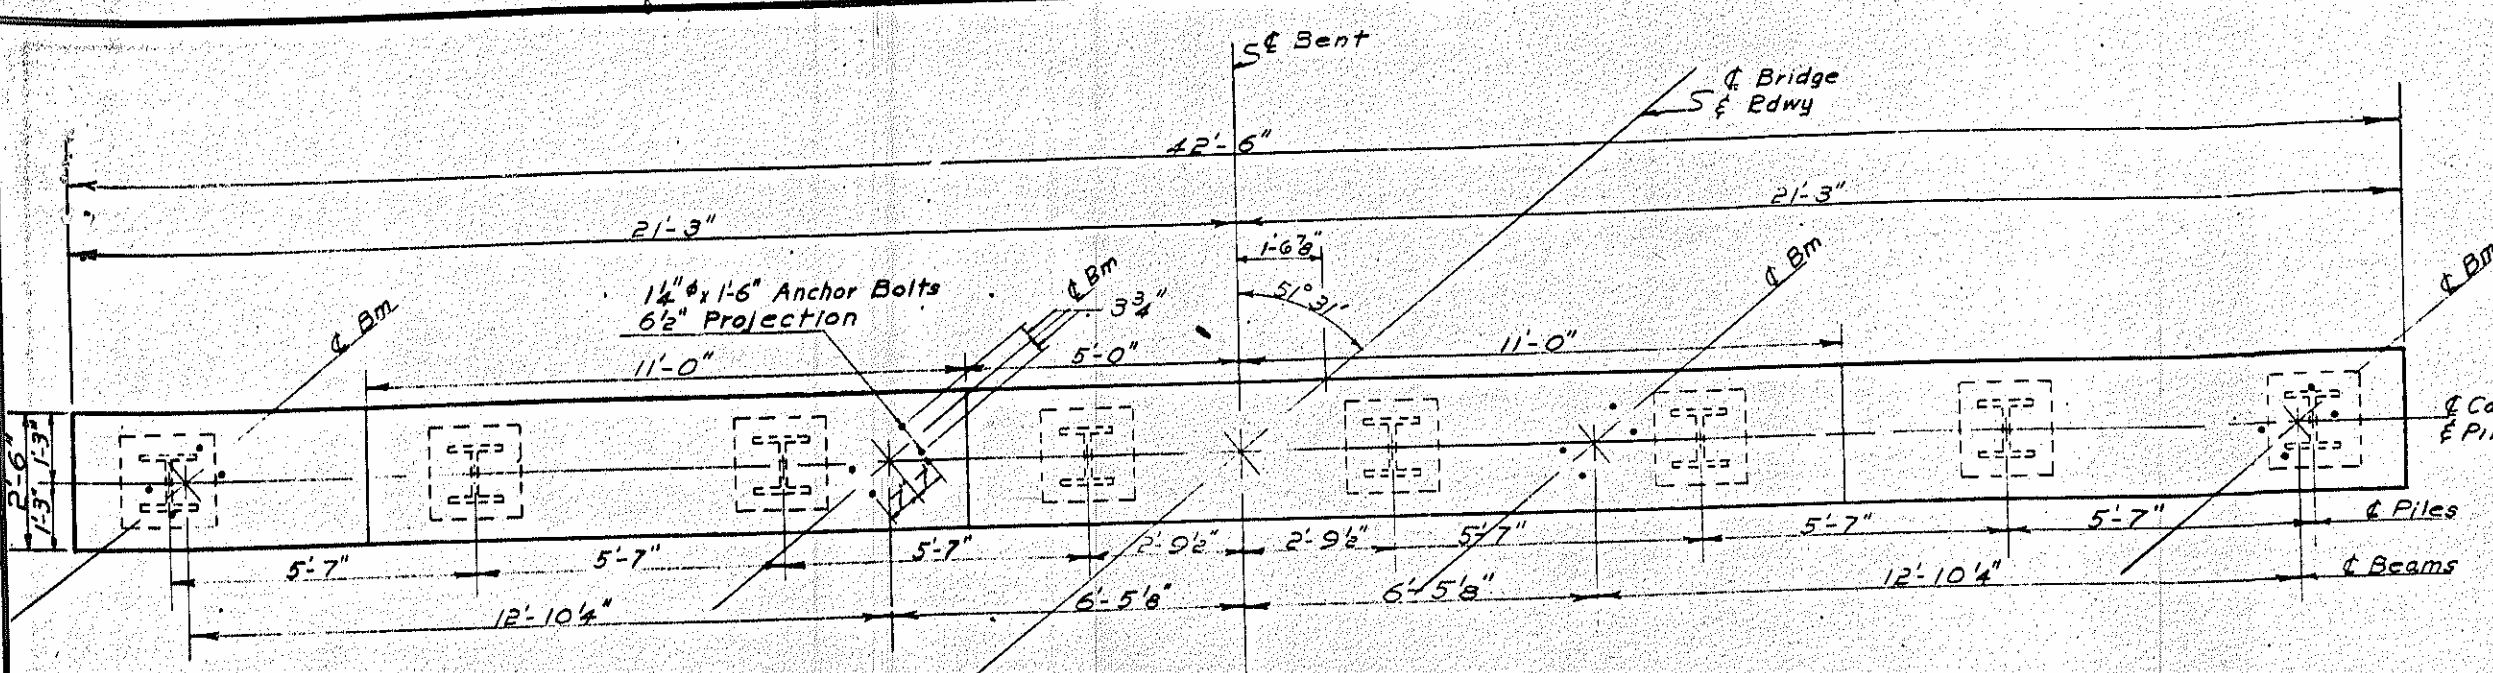 ℄ Bent
℄ Bridge
& Rdwy
42'-6"
21'-3"
21'-3"
1'-6⅞"
51° 31'
1¼"ϕ x 1'-6" Anchor Bolts
6½" Projection
℄ Bm
℄ Bm
3¾"
℄ Bm
℄ Bm
11'-0"
5'-0"
11'-0"
2'-6"
1'-3"
1'-3"
℄ Piles
5'-7"
5'-7"
5'-7"
2'-9½"
2'-9½"
5'-7"
5'-7"
5'-7"
℄ Beams
12'-10¼"
6'-5⅛"
6'-5⅛"
12'-10¼"